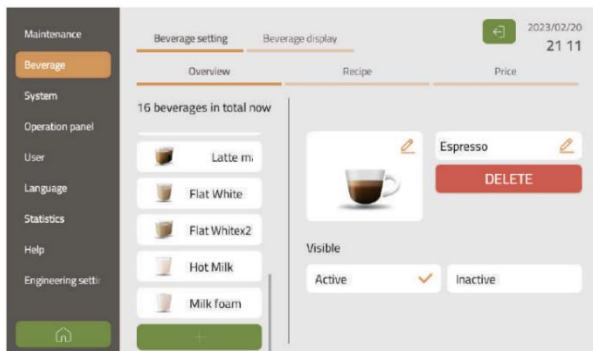 Maintenance
Beverage
System
Operation panel
User
Language
Statistics
Help
Engineering setti
Beverage setting
Beverage display
2023/02/20
21 11
Overview
Recipe
Price
16 beverages in total now
Latte ma
Flat White
Flat Whitex2
Hot Milk
Milk foam
+
Espresso
DELETE
Visible
Active
Inactive